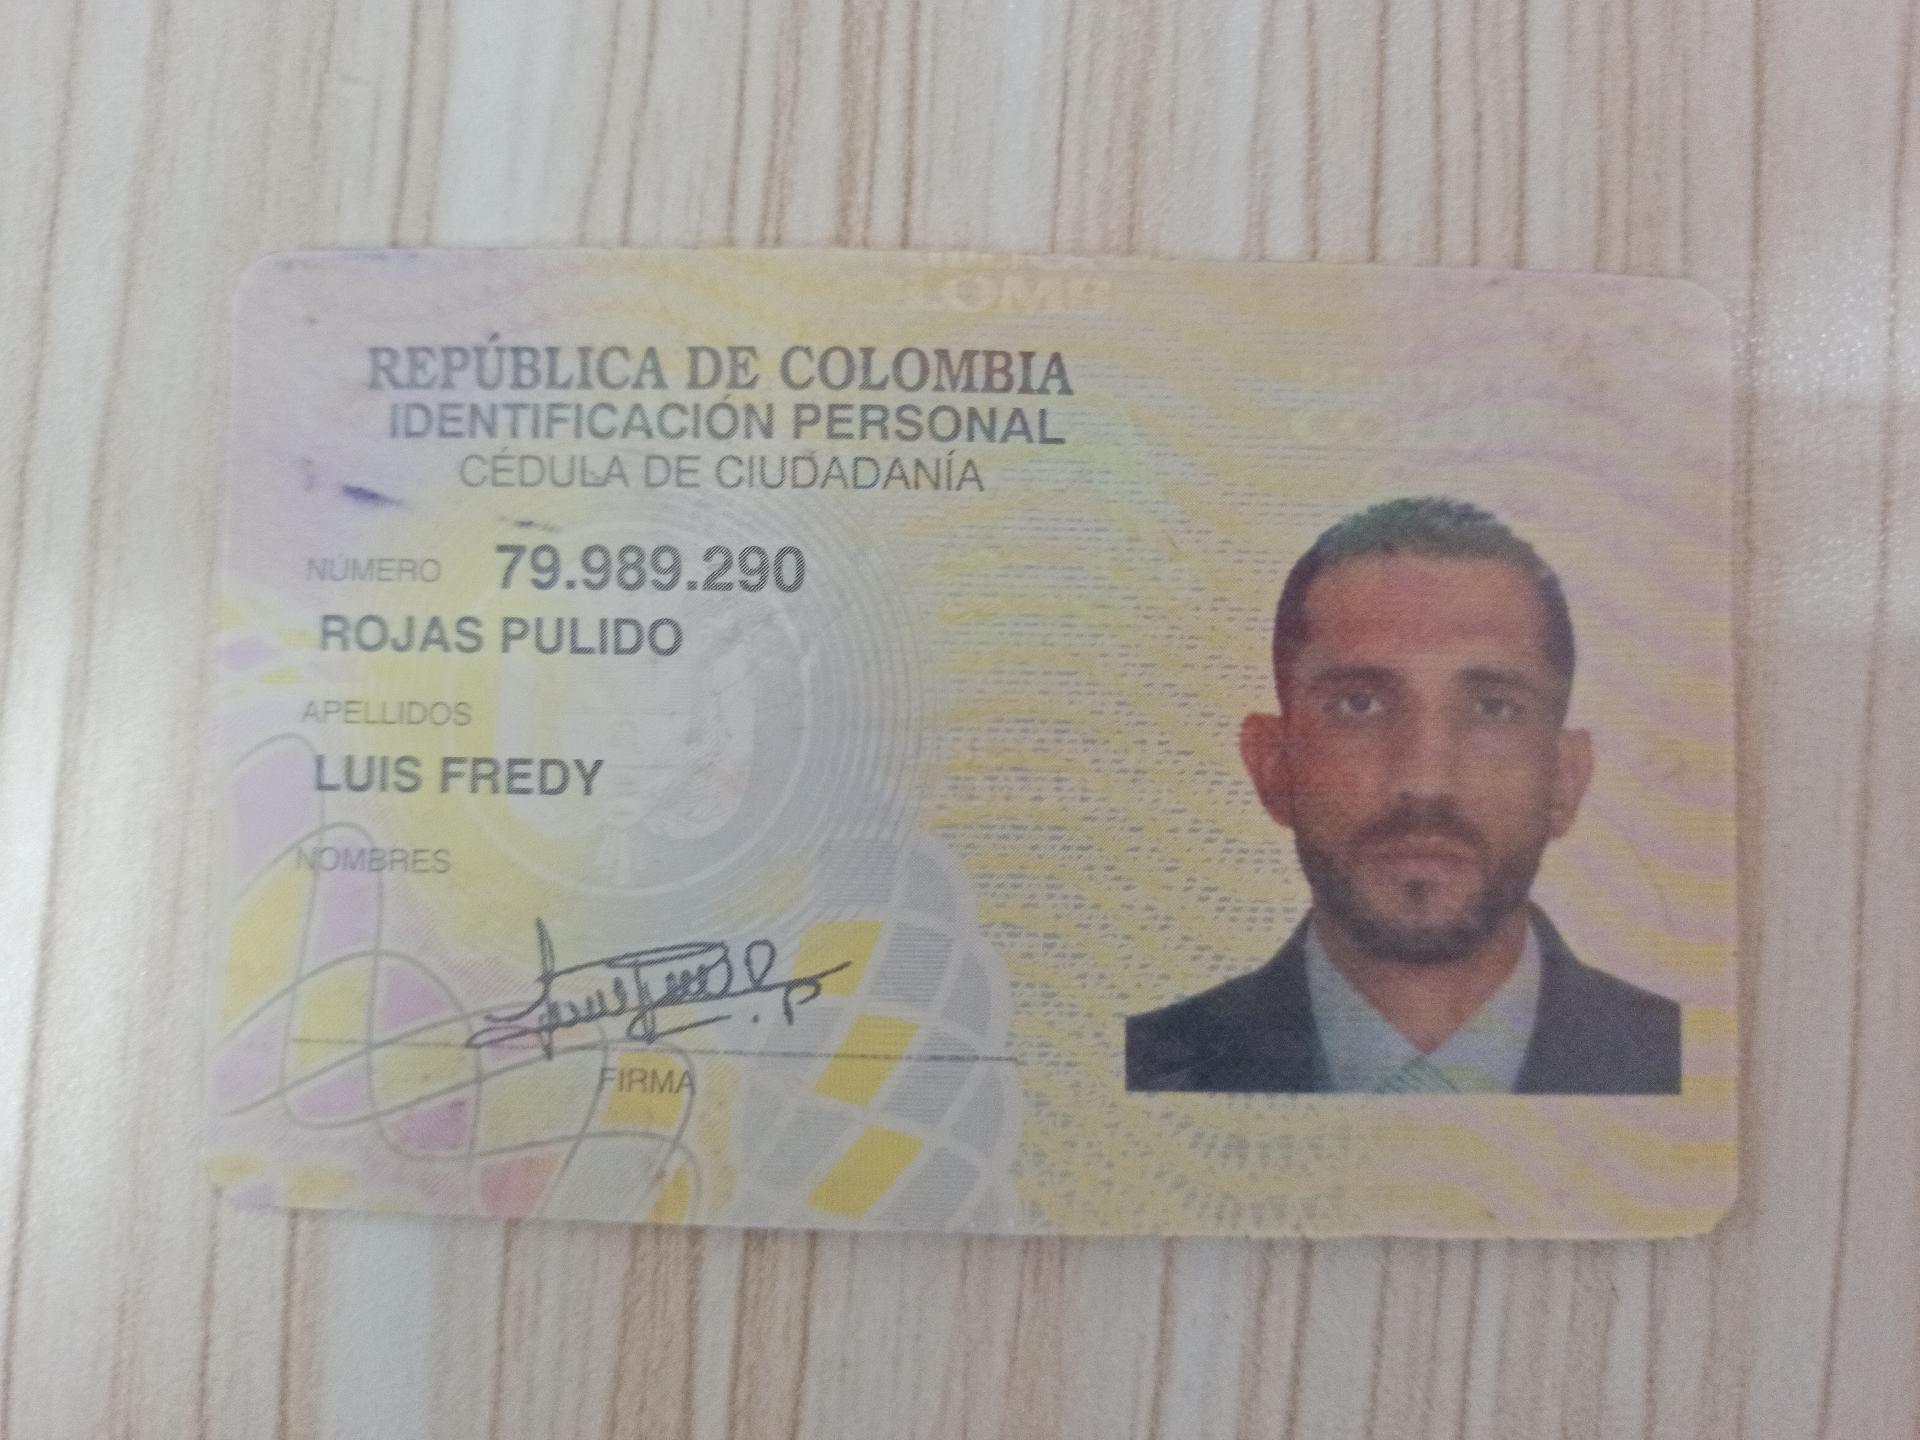 REPÚBLICA DE COLOMBIA
IDENTIFICACIÓN PERSONAL
CÉDULA DE CIUDADANÍA
NÚMERO 79.989.290
ROJAS PULIDO
APELLIDOS
LUIS FREDY
NOMBRES
FIRMA